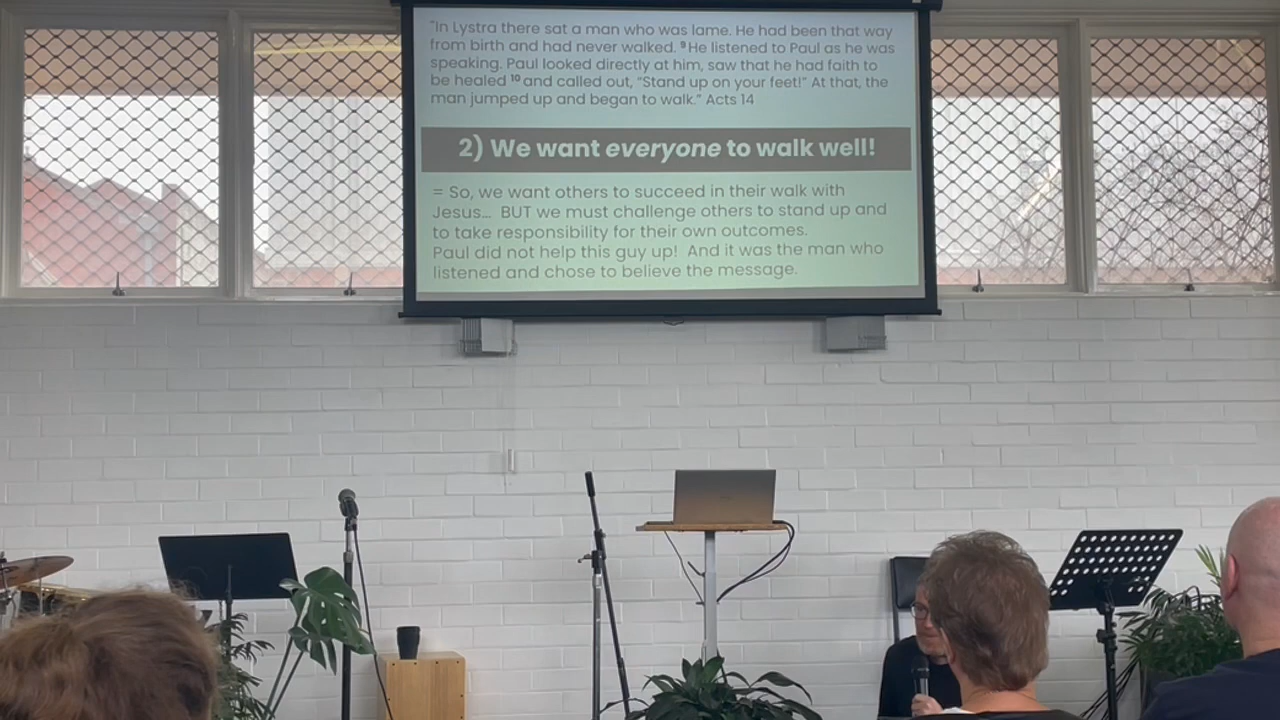 "In Lystra there sat a man who was lame. He had been that way
from birth and had never walked. ⁹ He listened to Paul as he was
speaking. Paul looked directly at him, saw that he had faith to
be healed ¹⁰ and called out, "Stand up on your feet!" At that, the
man jumped up and began to walk." Acts 14
2) We want everyone to walk well!
= So, we want others to succeed in their walk with
Jesus... BUT we must challenge others to stand up and
to take responsibility for their own outcomes.
Paul did not help this guy up! And it was the man who
listened and chose to believe the message.